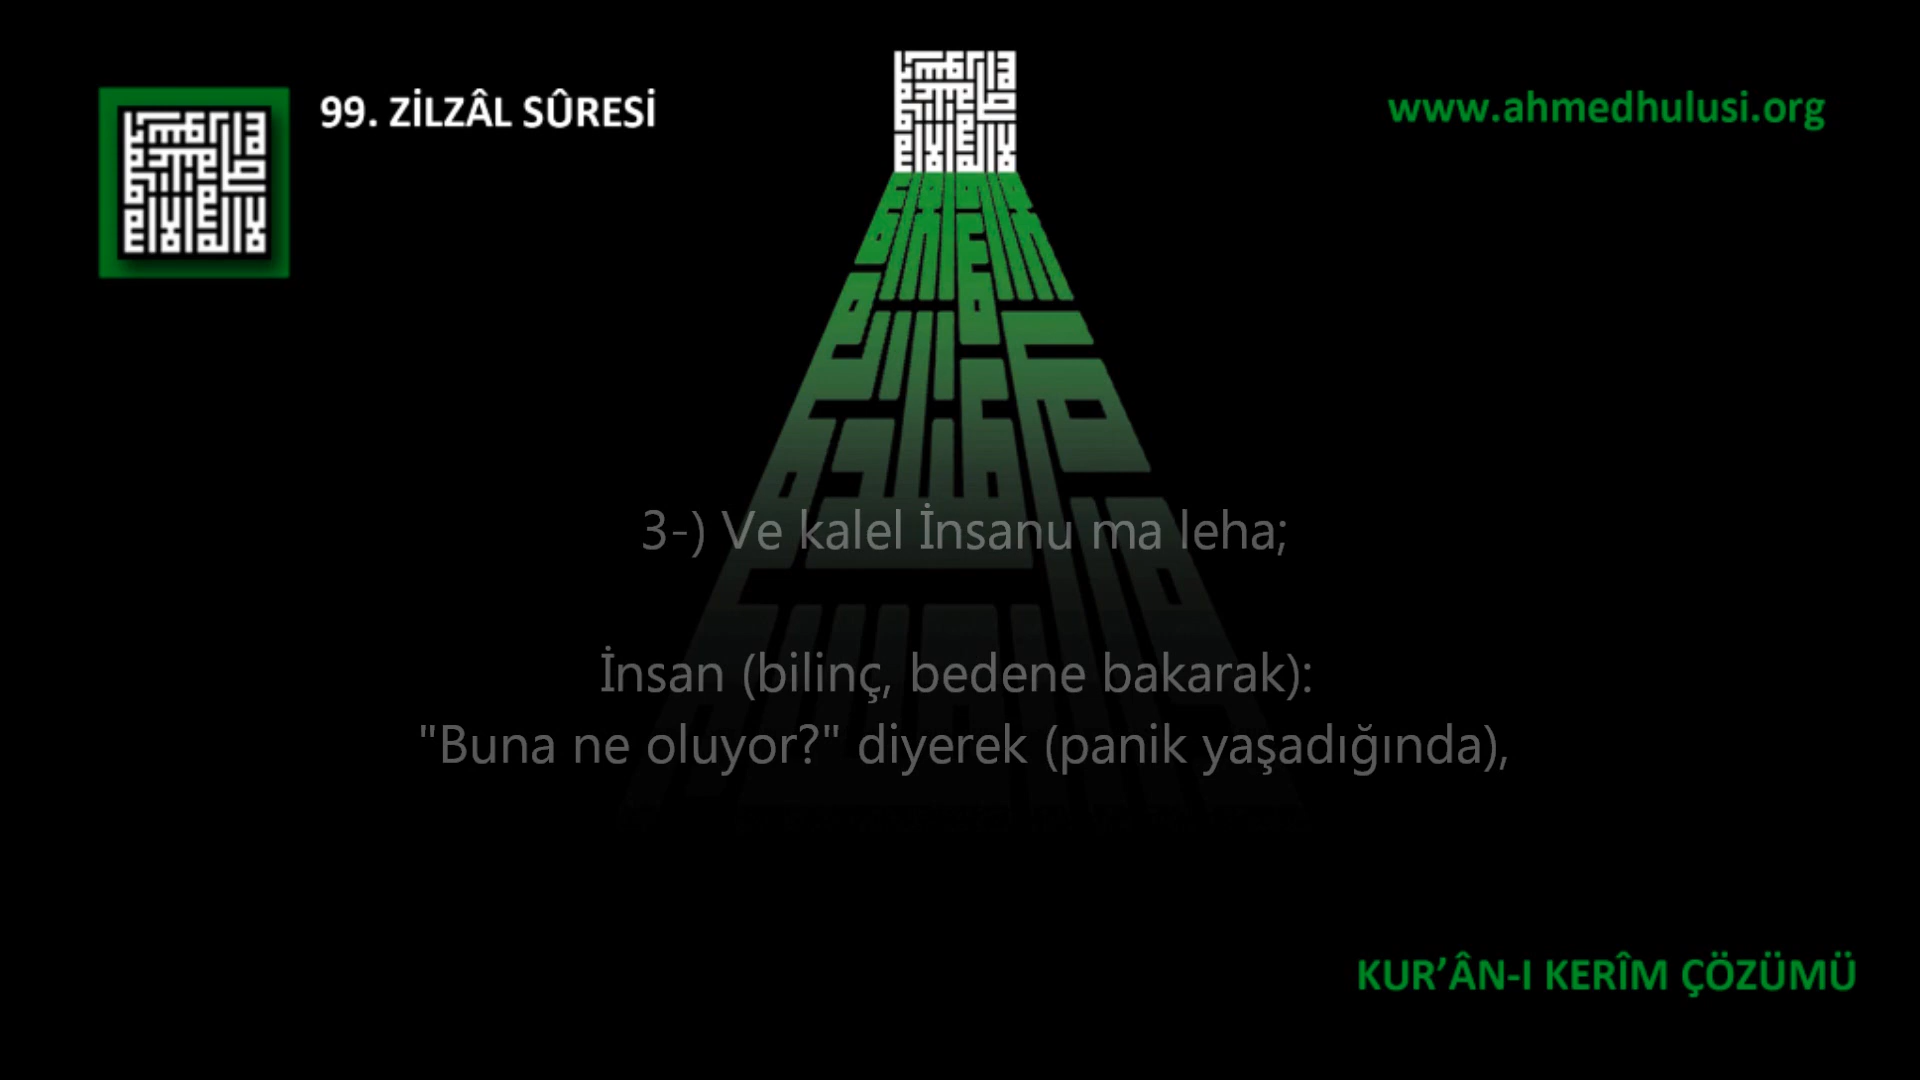 99. ZİLZÂL SÛRESİ
www.ahmedhulusi.org
3-) Ve kalel İnsanu ma leha;
İnsan (bilinç, bedene bakarak):
"Buna ne oluyor?" diyerek (panik yaşadığında),
KUR’ÂN-I KERÎM ÇÖZÜMÜ